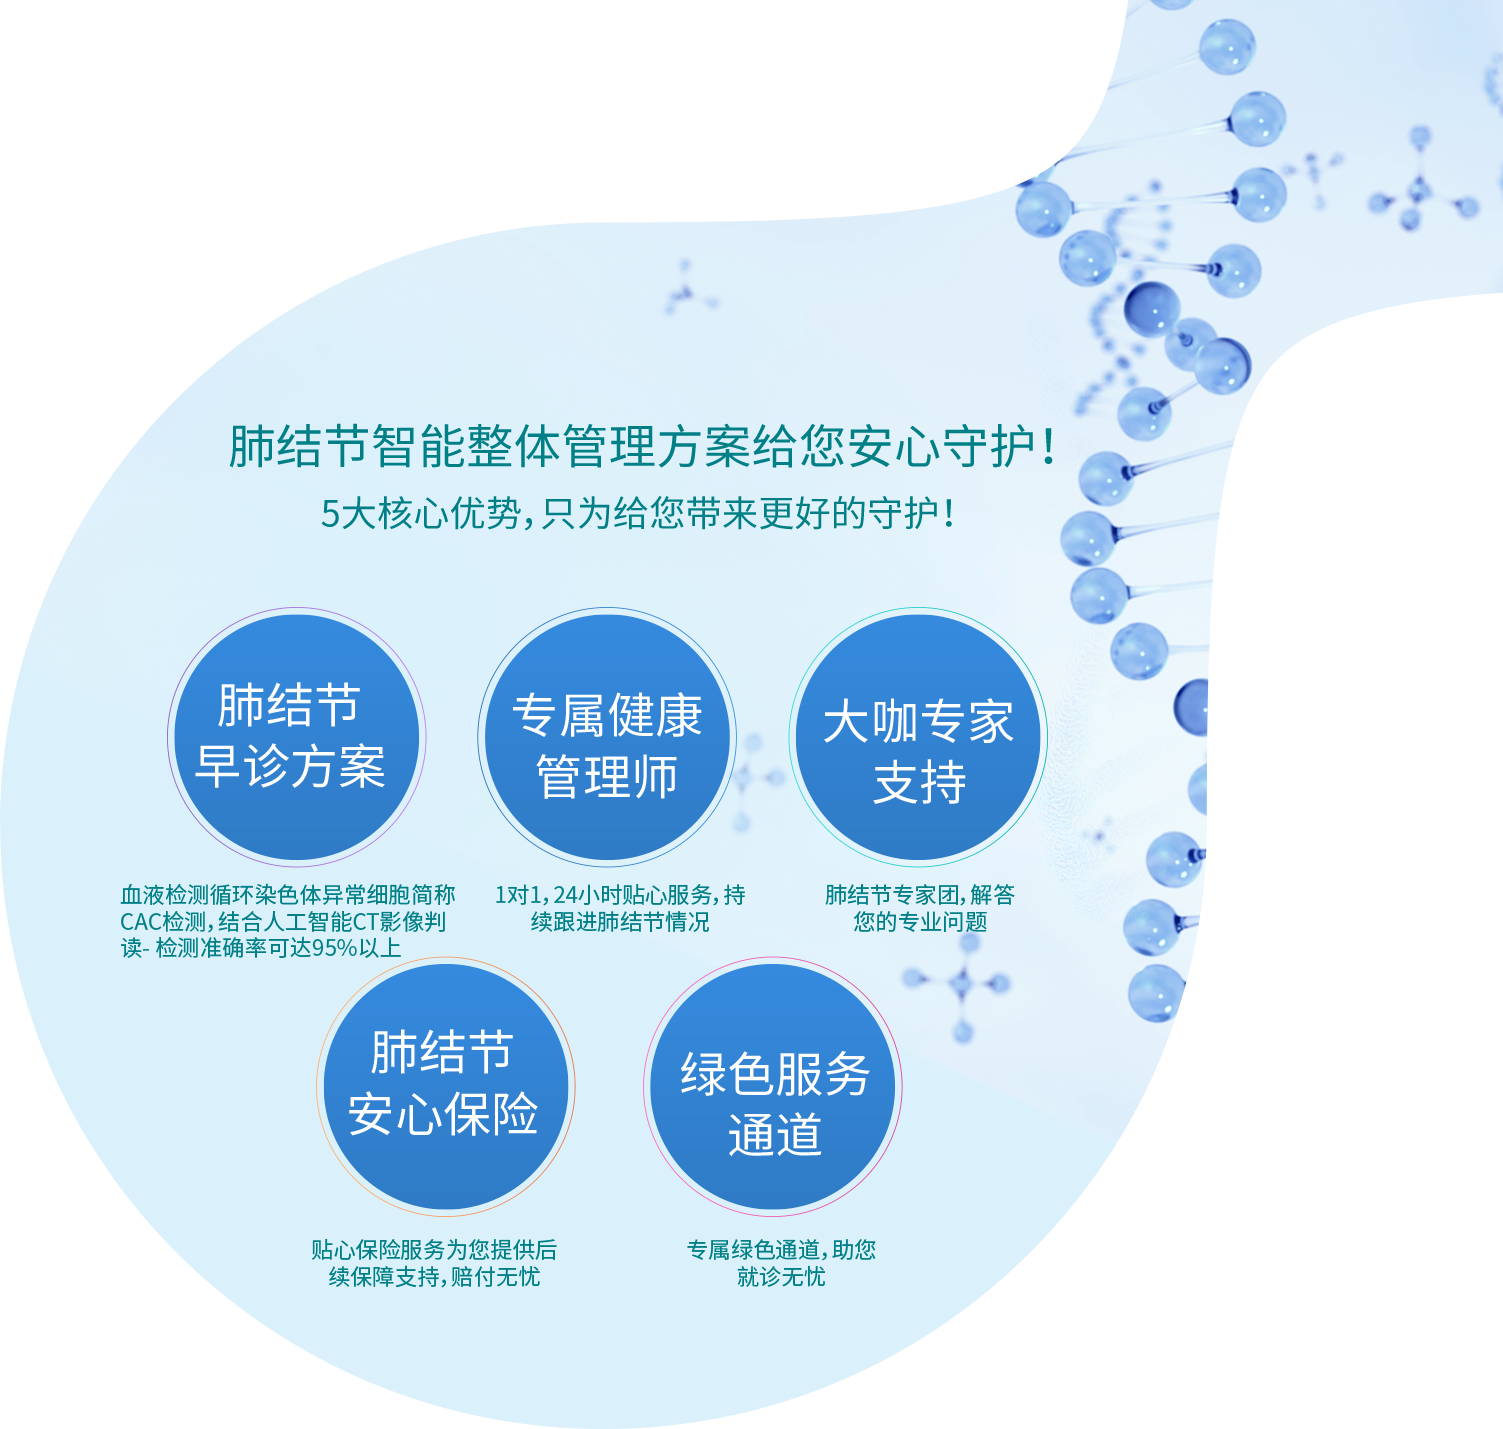 肺结节智能整体管理方案给您安心守护！
5大核心优势，只为给您带来更好的守护！
肺结节
早诊方案
血液检测循环染色体异常细胞简称
CAC检测，结合人工智能CT影像判
读- 检测准确率可达95%以上
专属健康
管理师
1对1，24小时贴心服务，持
续跟进肺结节情况
大咖专家
支持
肺结节专家团，解答
您的专业问题
肺结节
安心保险
贴心保险服务为您提供后
续保障支持，赔付无忧
绿色服务
通道
专属绿色通道，助您
就诊无忧